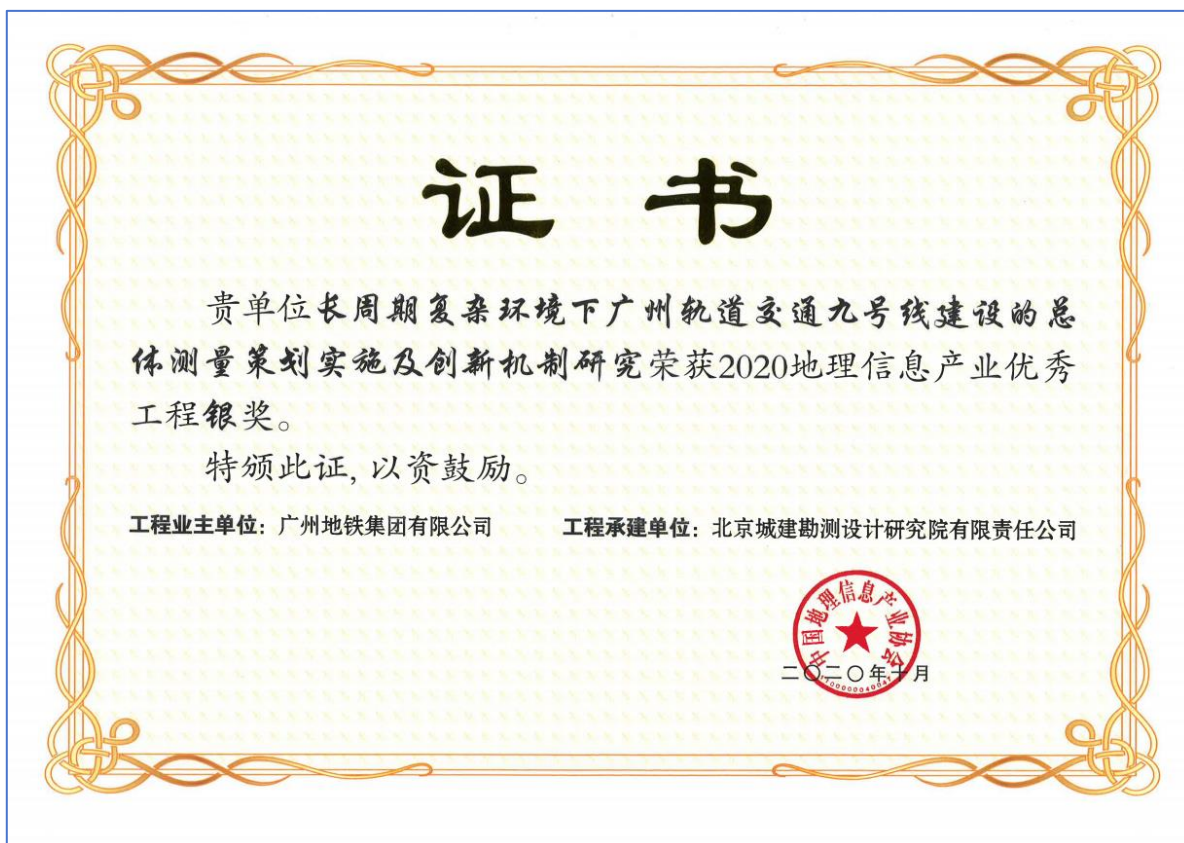 证 书
贵单位长周期复杂环境下广州轨道交通九号线建设的总
体测量策划实施及创新机制研究荣获2020地理信息产业优秀
工程银奖。
特颁此证, 以资鼓励。
工程业主单位：广州地铁集团有限公司 工程承建单位：北京城建勘测设计研究院有限责任公司
中国地理信息产业协会
二〇二〇年十月